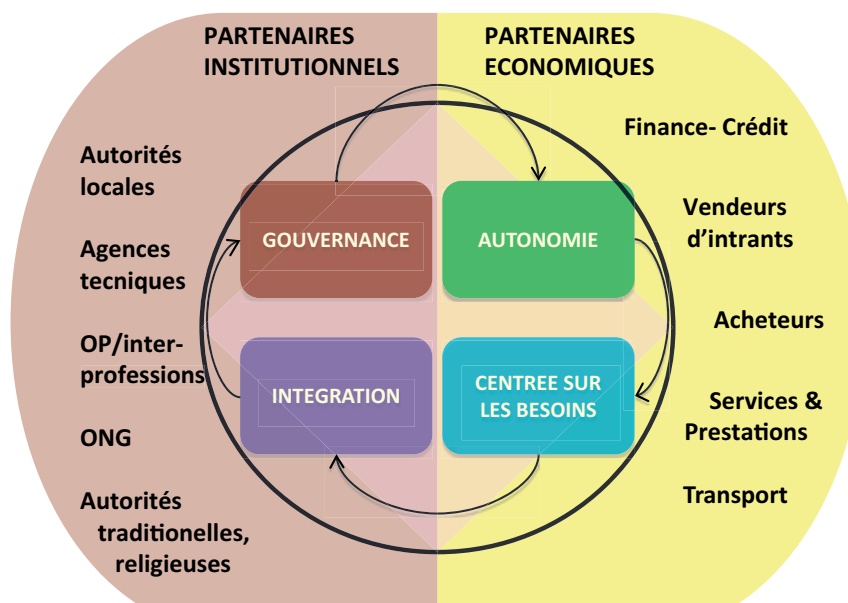 PARTENAIRES
INSTITUTIONNELS
PARTENAIRES
ECONOMIQUES
Autorités
locales
Agences
tecniques
OP/inter-
professions
ONG
Autorités
traditionelles,
religieuses
GOUVERNANCE
AUTONOMIE
INTEGRATION
CENTREE SUR
LES BESOINS
Finance- Crédit
Vendeurs
d’intrants
Acheteurs
Services &
Prestations
Transport